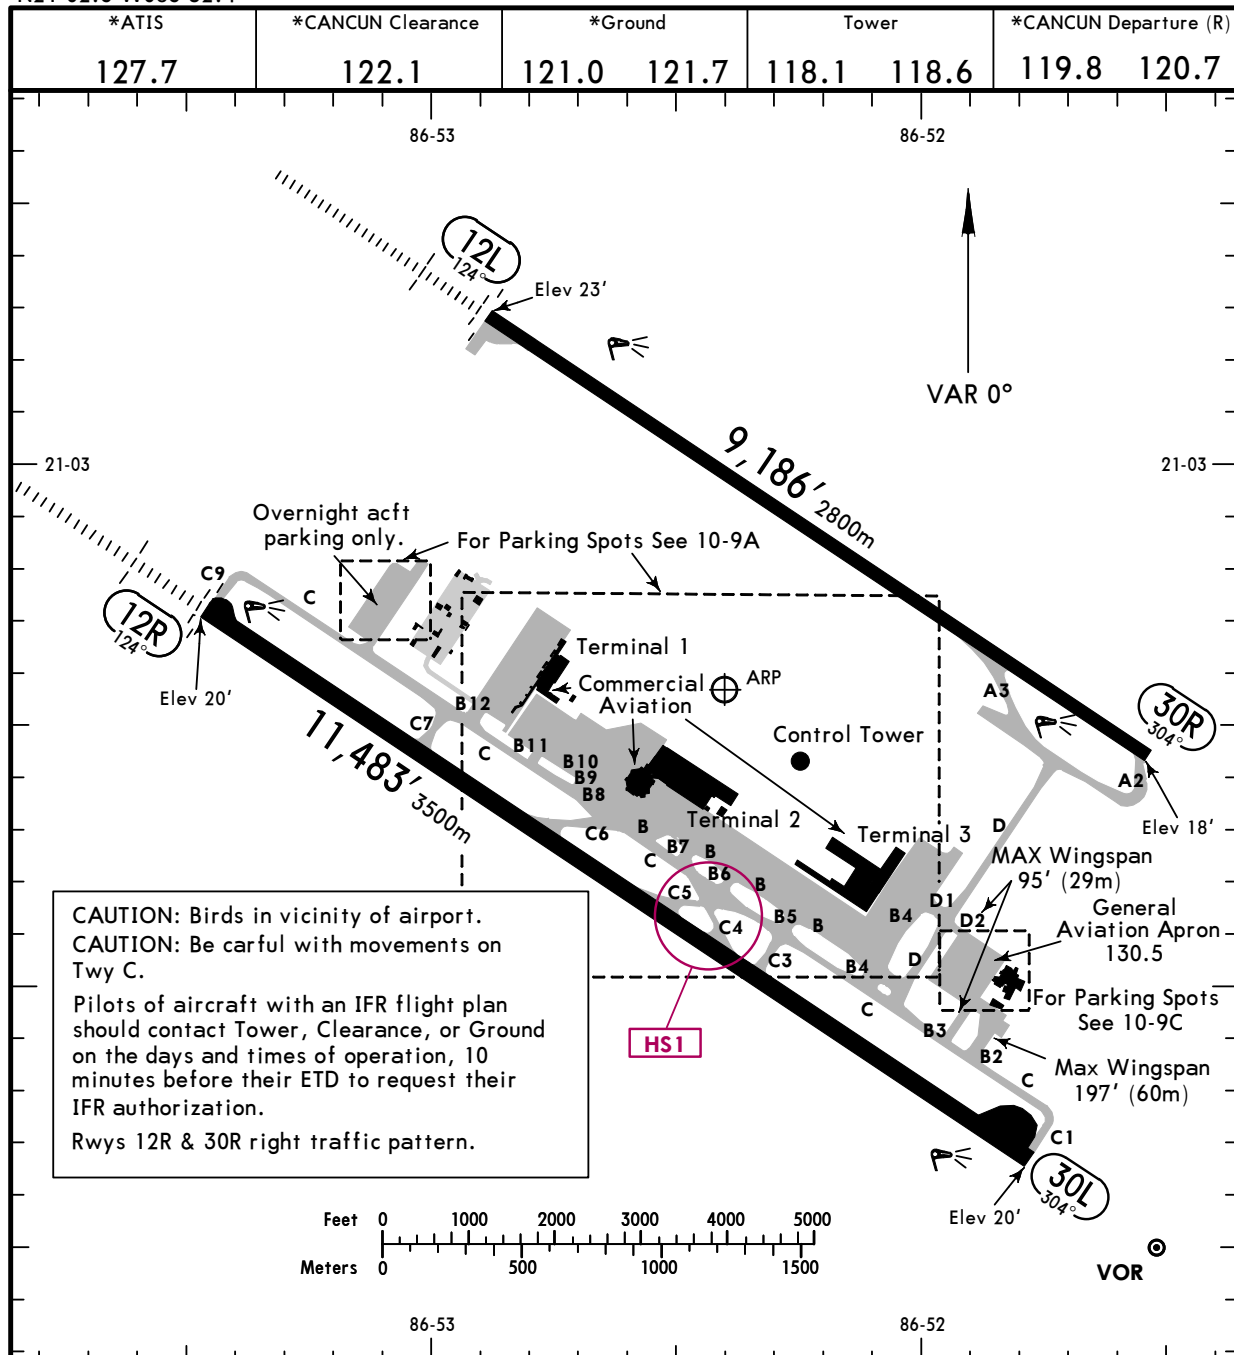 *ATIS
127.7
*CANCUN Clearance
122.1
*Ground
121.0 121.7
Tower
118.1 118.6
*CANCUN Departure (R)
119.8 120.7
86-53
86-52
12L
124°
Elev 23'
VAR 0°
21-03
21-03
9,186' 2800m
Overnight acft
parking only.
For Parking Spots See 10-9A
C9
C
12R
124°
Elev 20'
Terminal 1
Commercial
Aviation
ARP
A3
30R
304°
B12
C7
C
B11
B10
B9
B8
Control Tower
A2
11,483' 3500m
C6
B
Terminal 2
Terminal 3
D
Elev 18'
B7
B
C
B6
B
C5
C4
B5
B
B4
D1
D2
MAX Wingspan
95' (29m)
General
Aviation Apron
130.5
C3
B4
D
C
B3
For Parking Spots
See 10-9C
B2
C
Max Wingspan
197' (60m)
HS1
C1
30L
304°
Elev 20'
CAUTION: Birds in vicinity of airport.
CAUTION: Be carful with movements on
Twy C.
Pilots of aircraft with an IFR flight plan
should contact Tower, Clearance, or Ground
on the days and times of operation, 10
minutes before their ETD to request their
IFR authorization.
Rwys 12R & 30R right traffic pattern.
Feet 0 1000 2000 3000 4000 5000
Meters 0 500 1000 1500
VOR
86-53
86-52